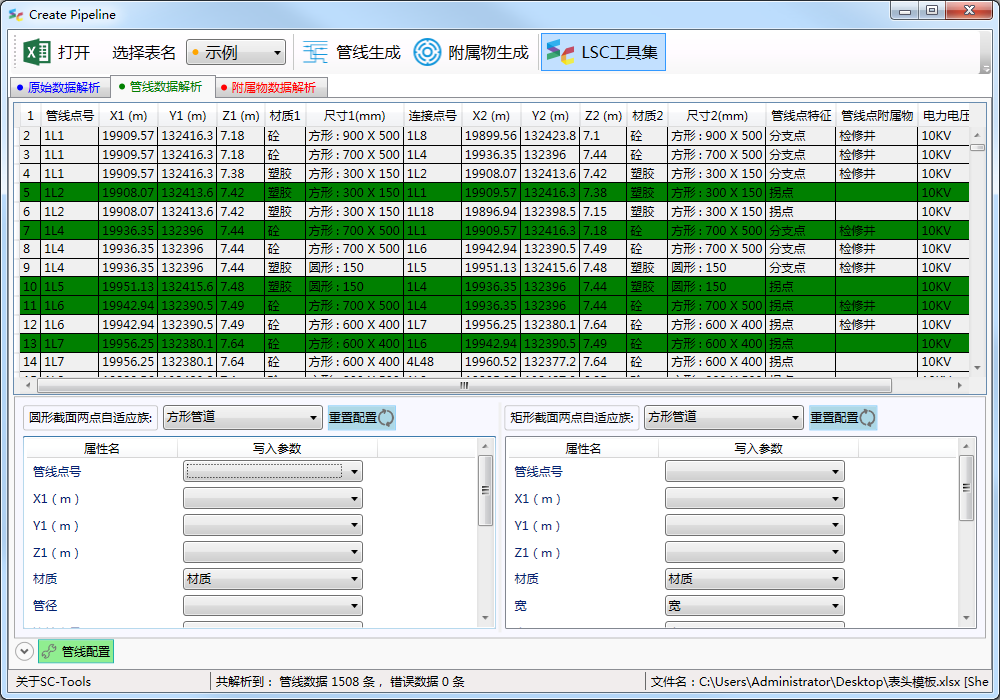 Create Pipeline
打开 选择表名 示例 管线生成 附属物生成 LSC工具集
原始数据解析 管线数据解析 附属物数据解析
1 管线点号 X1 (m) Y1 (m) Z1 (m) 材质1 尺寸1(mm) 连接点号 X2 (m) Y2 (m) Z2 (m) 材质2 尺寸2(mm) 管线点特征 管线点附属物 电力电压
2 1L1 19909.57 132416.3 7.18 砼 方形 : 900 X 500 1L8 19899.56 132423.8 7.1 砼 方形 : 900 X 500 分支点 检修井 10KV
3 1L1 19909.57 132416.3 7.18 砼 方形 : 700 X 500 1L4 19936.35 132396 7.44 砼 方形 : 700 X 500 分支点 检修井 10KV
4 1L1 19909.57 132416.3 7.38 塑胶 方形 : 300 X 150 1L2 19908.07 132413.6 7.42 塑胶 方形 : 300 X 150 分支点 检修井 10KV
5 1L2 19908.07 132413.6 7.42 塑胶 方形 : 300 X 150 1L1 19909.57 132416.3 7.38 塑胶 方形 : 300 X 150 拐点 10KV
6 1L2 19908.07 132413.6 7.42 塑胶 方形 : 300 X 150 1L18 19896.94 132398.5 7.15 塑胶 方形 : 300 X 150 拐点 10KV
7 1L4 19936.35 132396 7.44 砼 方形 : 700 X 500 1L1 19909.57 132416.3 7.18 砼 方形 : 700 X 500 分支点 检修井 10KV
8 1L4 19936.35 132396 7.44 砼 方形 : 700 X 500 1L6 19942.94 132390.5 7.49 砼 方形 : 700 X 500 分支点 检修井 10KV
9 1L4 19936.35 132396 7.44 塑胶 圆形 : 150 1L5 19951.13 132415.6 7.48 塑胶 圆形 : 150 分支点 检修井 10KV
10 1L5 19951.13 132415.6 7.48 塑胶 圆形 : 150 1L4 19936.35 132396 7.44 塑胶 圆形 : 150 拐点 10KV
11 1L6 19942.94 132390.5 7.49 砼 方形 : 700 X 500 1L4 19936.35 132396 7.44 砼 方形 : 700 X 500 拐点 检修井 10KV
12 1L6 19942.94 132390.5 7.49 砼 方形 : 600 X 400 1L7 19956.25 132380.1 7.64 砼 方形 : 600 X 400 拐点 检修井 10KV
13 1L7 19956.25 132380.1 7.64 砼 方形 : 600 X 400 1L6 19942.94 132390.5 7.49 砼 方形 : 600 X 400 拐点 10KV
14 1L7 19956.25 132380.1 7.64 砼 方形 : 600 X 400 4L48 19960.52 132377.2 7.64 砼 方形 : 600 X 400 拐点 10KV
圆形截面两点自适应族: 方形管道 重置配置 矩形截面两点自适应族: 方形管道 重置配置
属性名 写入参数 属性名 写入参数
管线点号 管线点号
X1 ( m ) X1 ( m )
Y1 ( m ) Y1 ( m )
Z1 ( m ) Z1 ( m )
材质 材质 材质 材质
管径 宽 宽
管线配置
关于SC-Tools 共解析到： 管线数据 1508 条 ，错误数据 0 条 文件名：C:\Users\Administrator\Desktop\表头模板.xlsx [She